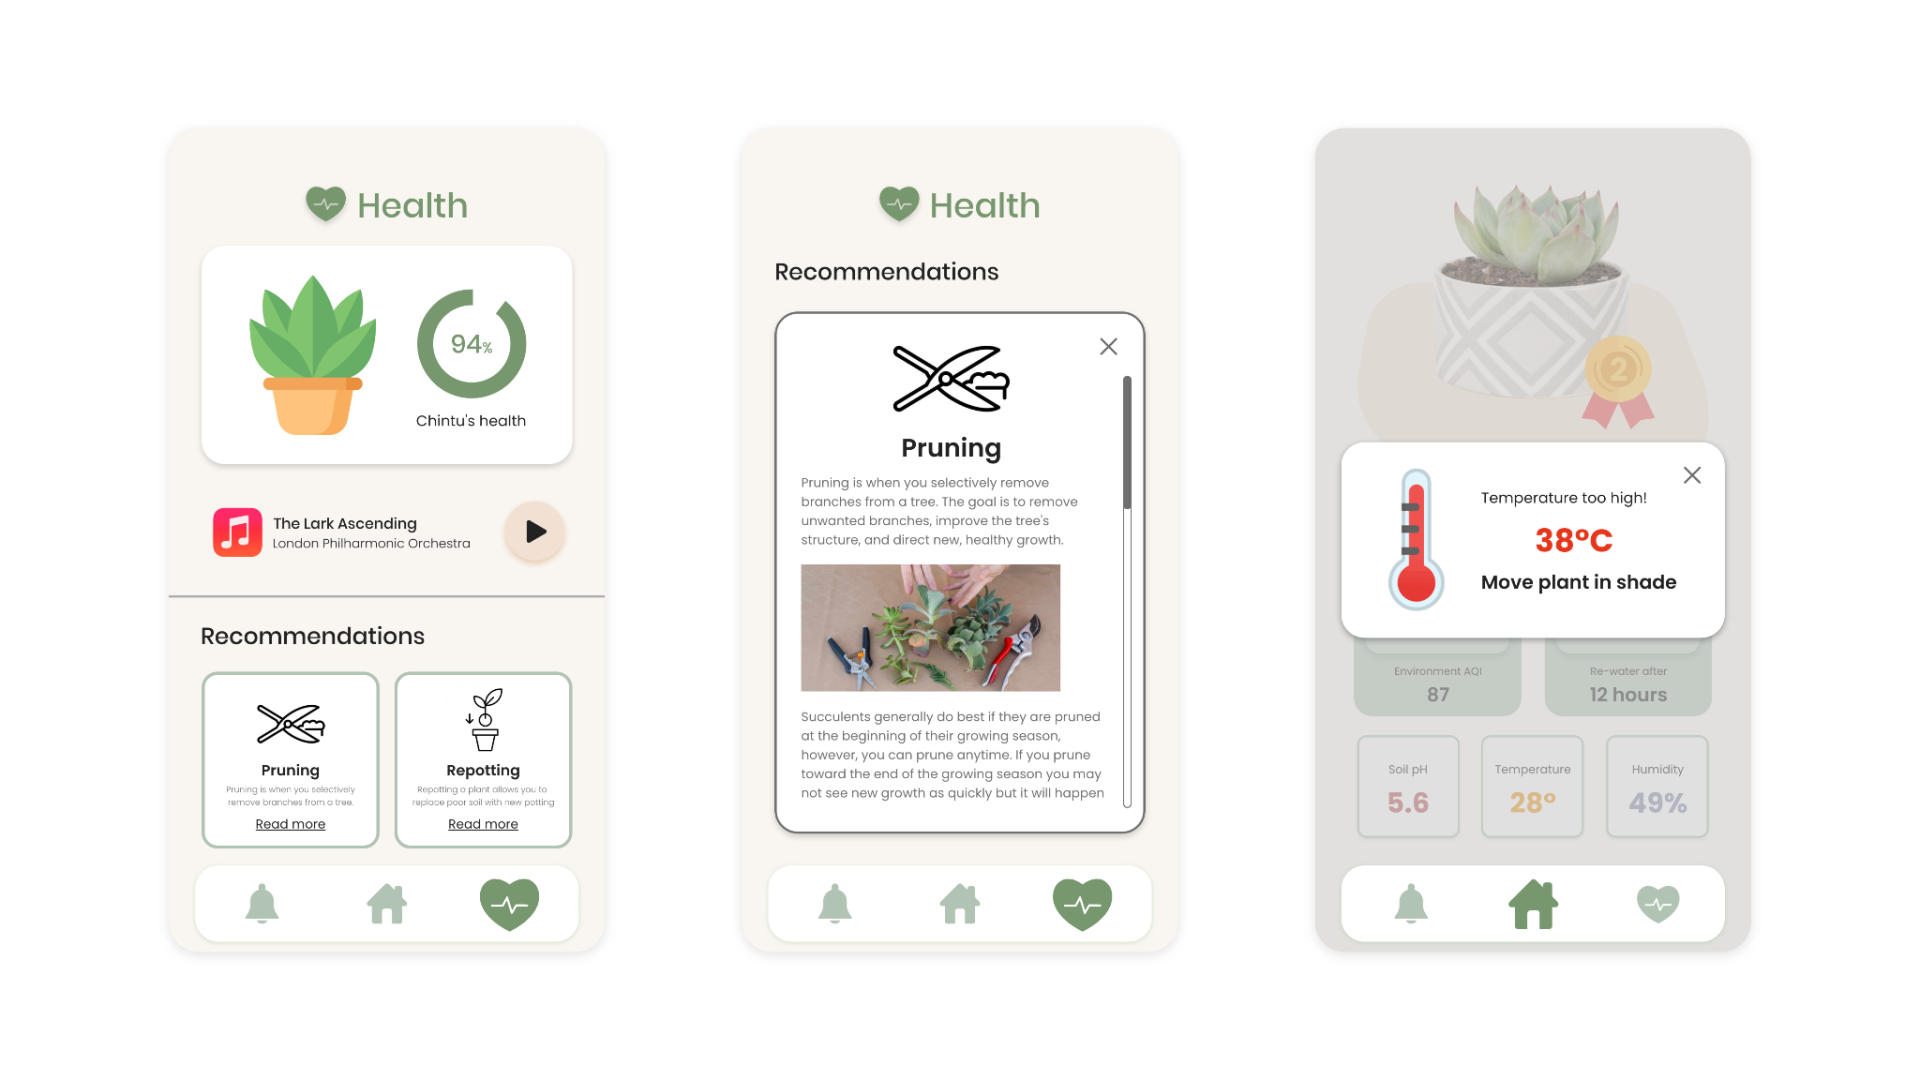 Health
94%
Chintu's health
The Lark Ascending
London Philharmonic Orchestra
Recommendations
Pruning
Pruning is when you selectively
remove branches from a tree.
Read more
Repotting
Repotting a plant allows you to
replace poor soil with new potting
Read more
Health
Recommendations
Pruning
Pruning is when you selectively remove
branches from a tree. The goal is to remove
unwanted branches, improve the tree's
structure, and direct new, healthy growth.
Succulents generally do best if they are pruned
at the beginning of their growing season,
however, you can prune anytime. If you prune
toward the end of the growing season you may
not see new growth as quickly but it will happen
2
Temperature too high!
38°C
Move plant in shade
Environment AQI
87
Re-water after
12 hours
Soil pH
5.6
Temperature
28°
Humidity
49%